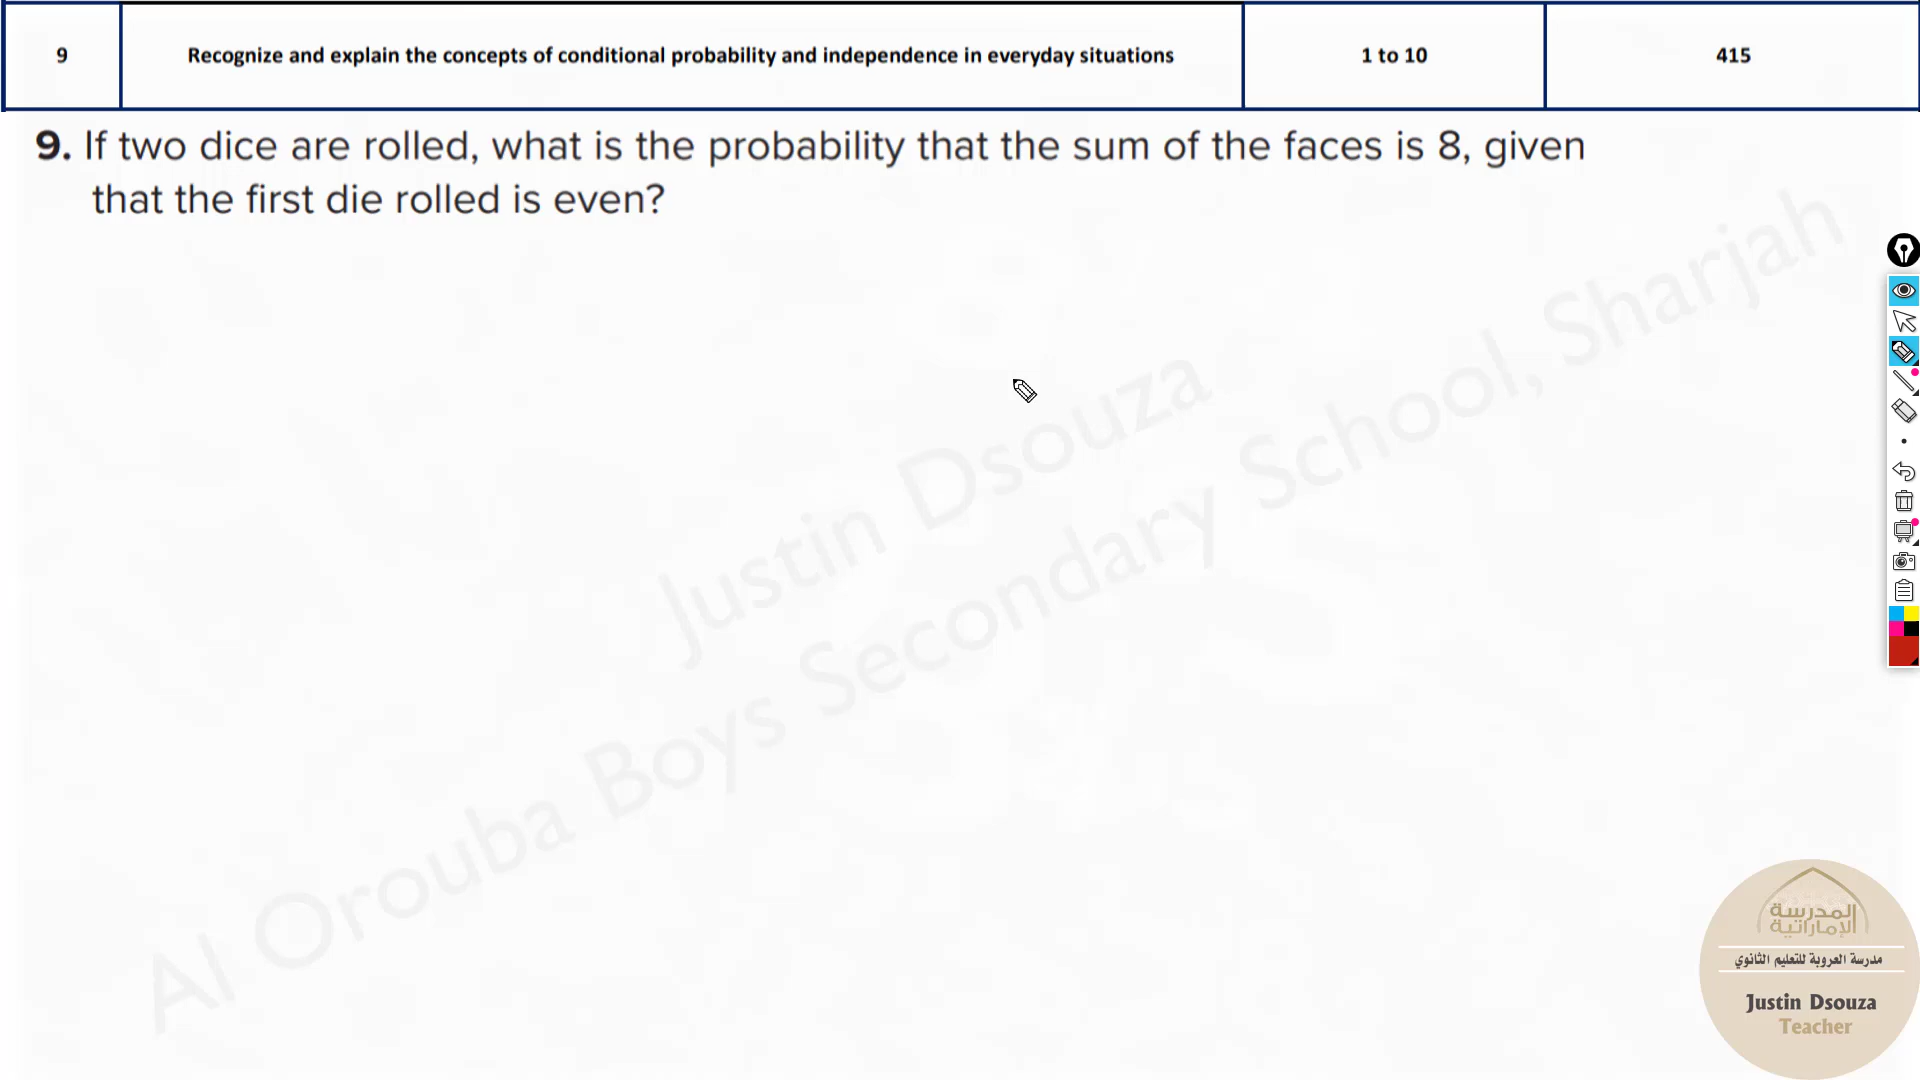 9
Recognize and explain the concepts of conditional probability and independence in everyday situations
1 to 10
415
9. If two dice are rolled, what is the probability that the sum of the faces is 8, given
that the first die rolled is even?
Justin Dsouza
Al Orouba Boys Secondary School, Sharjah
المدرسة
الإماراتية
مدرسة العروبة للتعليم الثانوي
Justin Dsouza
Teacher